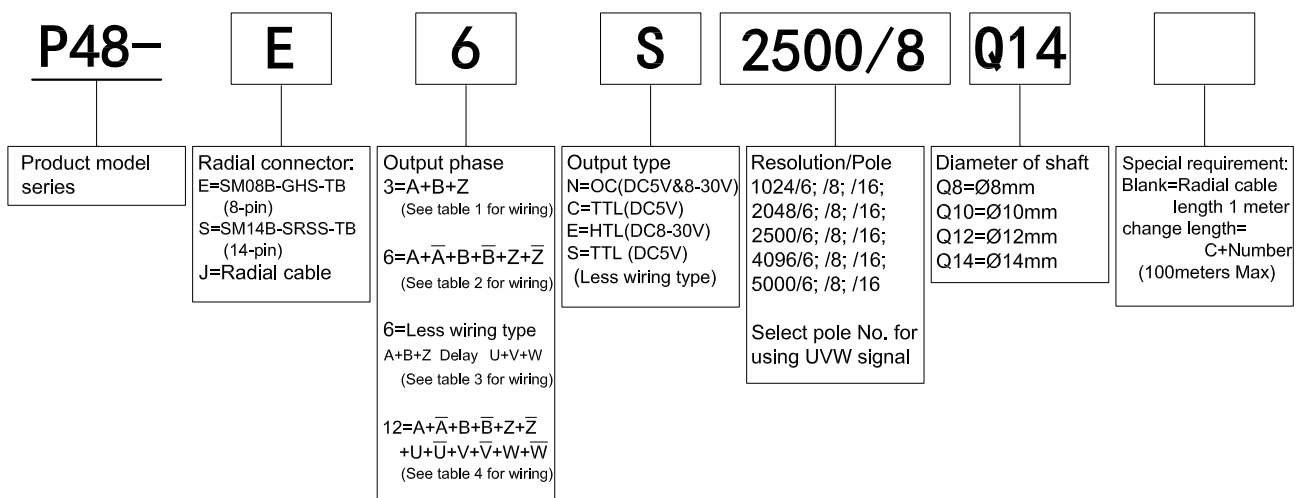 P48-
E
6
S
2500/8
Q14
Product model
series
Radial connector:
E=SM08B-GHS-TB
(8-pin)
S=SM14B-SRSS-TB
(14-pin)
J=Radial cable
Output phase
3=A+B+Z
(See table 1 for wiring)
6=A+A̅+B+B̅+Z+Z̅
(See table 2 for wiring)
6=Less wiring type
A+B+Z Delay U+V+W
(See table 3 for wiring)
12=A+A̅+B+B̅+Z+Z̅
+U+U̅+V+V̅+W+W̅
(See table 4 for wiring)
Output type
N=OC(DC5V&8-30V)
C=TTL(DC5V)
E=HTL(DC8-30V)
S=TTL (DC5V)
(Less wiring type)
Resolution/Pole
1024/6; /8; /16;
2048/6; /8; /16;
2500/6; /8; /16;
4096/6; /8; /16;
5000/6; /8; /16
Select pole No. for
using UVW signal
Diameter of shaft
Q8=Ø8mm
Q10=Ø10mm
Q12=Ø12mm
Q14=Ø14mm
Special requirement:
Blank=Radial cable
length 1 meter
change length=
C+Number
(100meters Max)